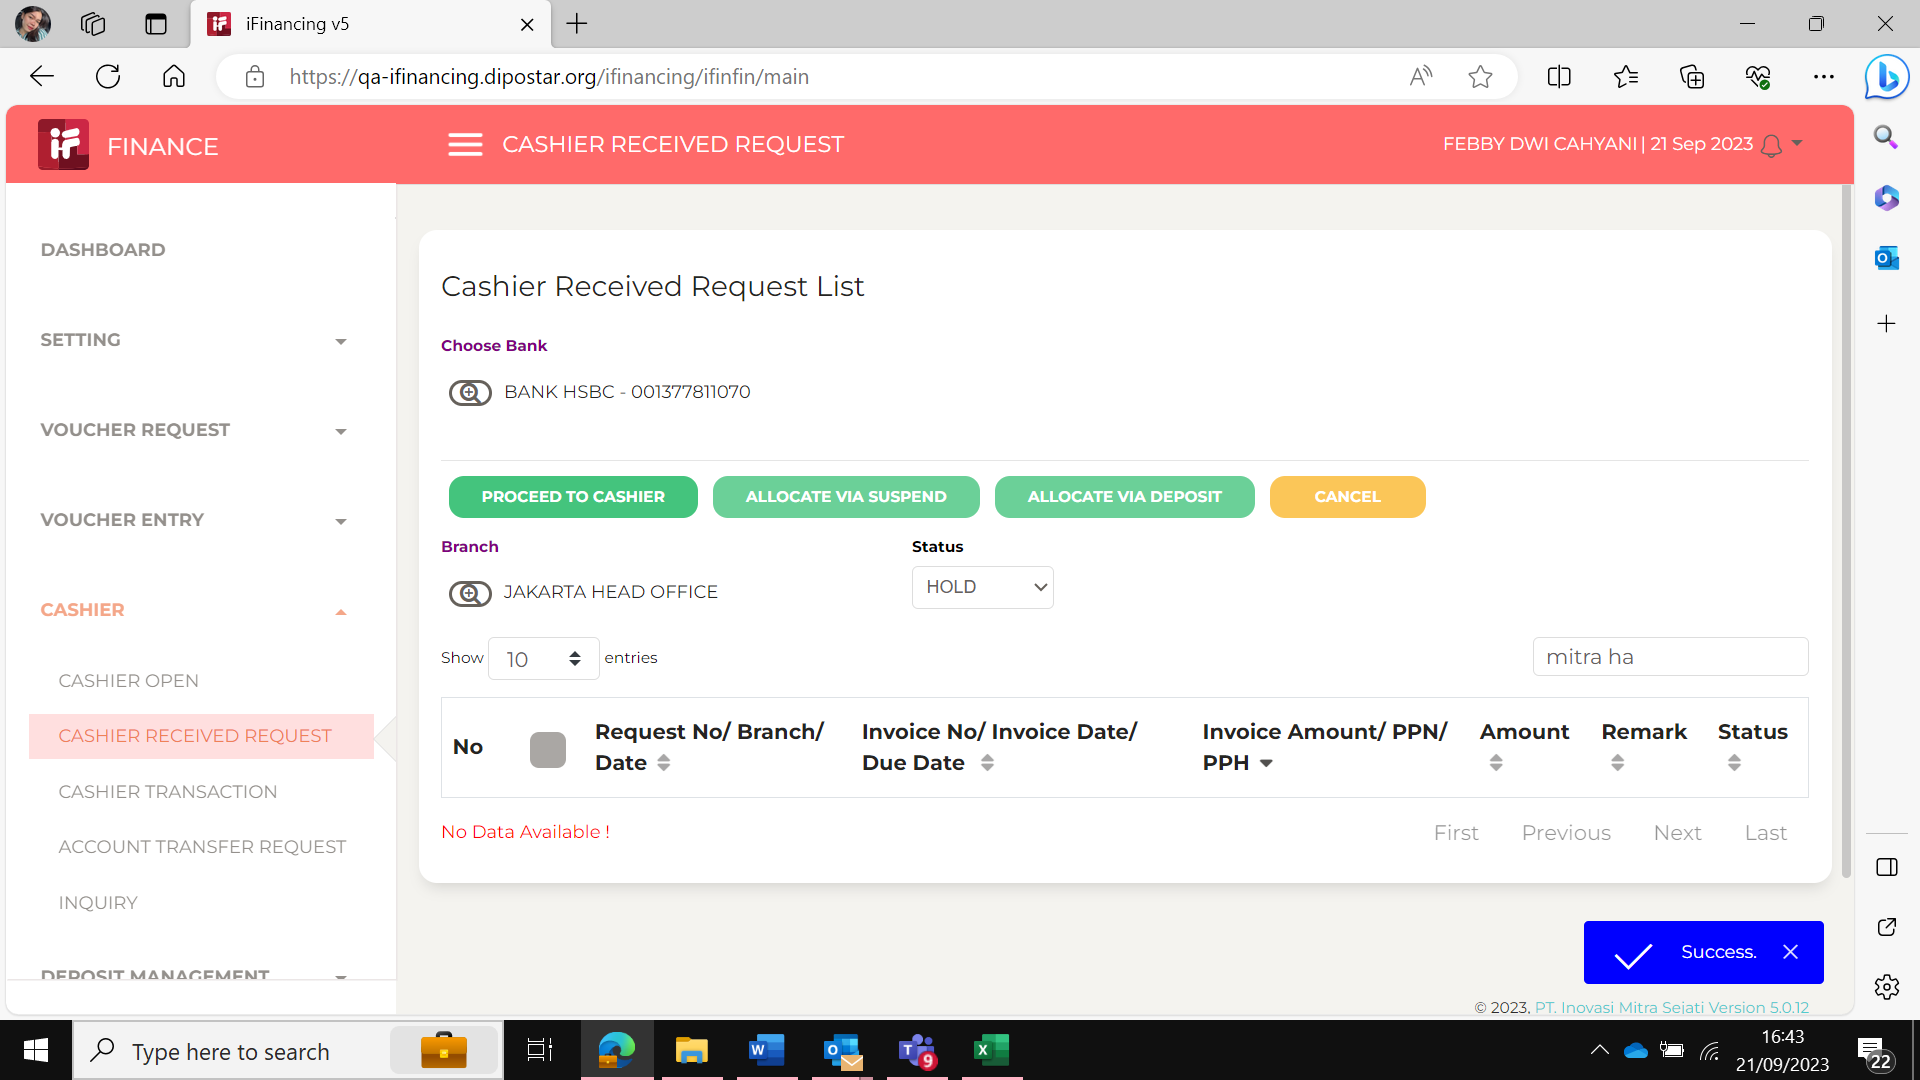 iFinancing v5
https://qa-ifinancing.dipostar.org/ifinancing/ifinfin/main
iF FINANCE
CASHIER RECEIVED REQUEST
FEBBY DWI CAHYANI | 21 Sep 2023
DASHBOARD
SETTING
VOUCHER REQUEST
VOUCHER ENTRY
CASHIER
CASHIER OPEN
CASHIER RECEIVED REQUEST
CASHIER TRANSACTION
ACCOUNT TRANSFER REQUEST
INQUIRY
DEPOSIT MANAGEMENT
Cashier Received Request List
Choose Bank
BANK HSBC - 001377811070
PROCEED TO CASHIER ALLOCATE VIA SUSPEND ALLOCATE VIA DEPOSIT CANCEL
Branch Status
JAKARTA HEAD OFFICE HOLD
Show 10 entries mitra ha
No Request No/ Branch/ Date Invoice No/ Invoice Date/ Due Date Invoice Amount/ PPN/ PPH Amount Remark Status
No Data Available !
First Previous Next Last
Success.
© 2023, PT. Inovasi Mitra Sejati Version 5.0.12
Type here to search
9
16:43
21/09/2023
22